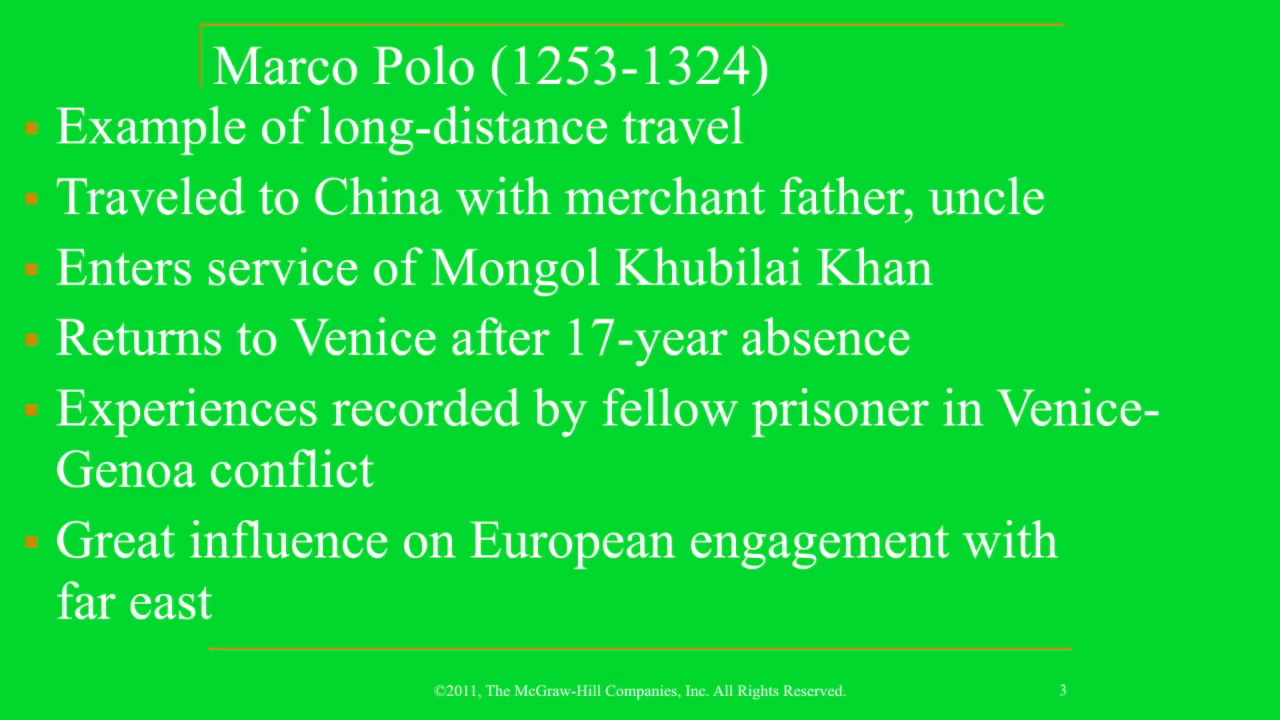 Marco Polo (1253-1324)
Example of long-distance travel
Traveled to China with merchant father, uncle
Enters service of Mongol Khubilai Khan
Returns to Venice after 17-year absence
Experiences recorded by fellow prisoner in Venice-
Genoa conflict
Great influence on European engagement with
far east
©2011, The McGraw-Hill Companies, Inc. All Rights Reserved.
3